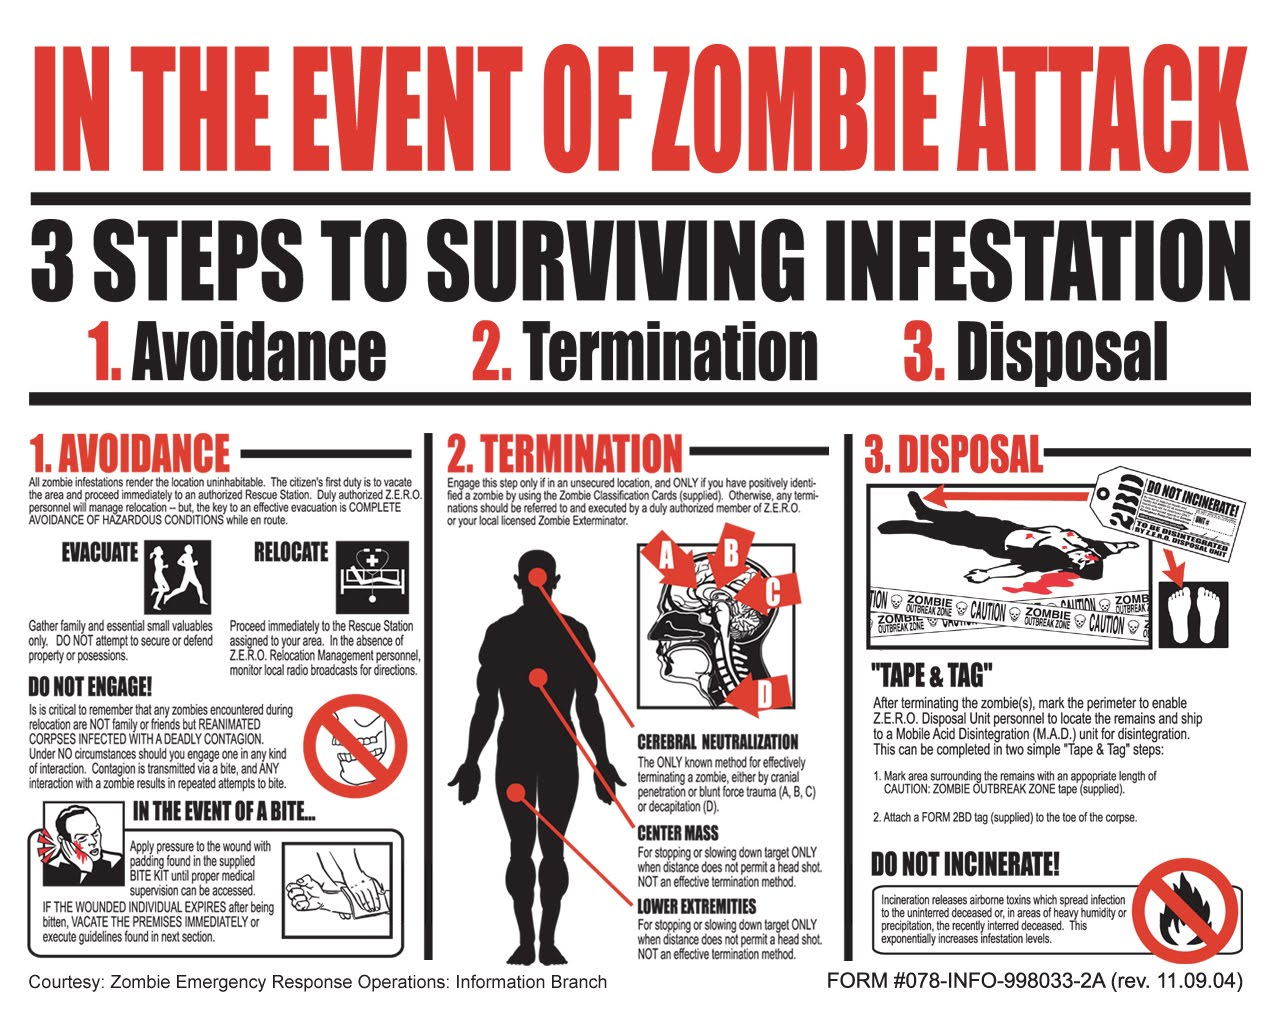 IN THE EVENT OF ZOMBIE ATTACK
3 STEPS TO SURVIVING INFESTATION
1. Avoidance
2. Termination
3. Disposal
1. AVOIDANCE
All zombie infestations render the location uninhabitable. The citizen's first duty is to vacate
the area and proceed immediately to an authorized Rescue Station. Duly authorized Z.E.R.O.
personnel will manage relocation -- but, the key to an effective evacuation is COMPLETE
AVOIDANCE OF HAZARDOUS CONDITIONS while en route.
EVACUATE
Gather family and essential small valuables
only. DO NOT attempt to secure or defend
property or posessions.
RELOCATE
Proceed immediately to the Rescue Station
assigned to your area. In the absence of
Z.E.R.O. Relocation Management personnel,
monitor local radio broadcasts for directions.
DO NOT ENGAGE!
Is is critical to remember that any zombies encountered during
relocation are NOT family or friends but REANIMATED
CORPSES INFECTED WITH A DEADLY CONTAGION.
Under NO circumstances should you engage one in any kind
of interaction. Contagion is transmitted via a bite, and ANY
interaction with a zombie results in repeated attempts to bite.
IN THE EVENT OF A BITE...
Apply pressure to the wound with
padding found in the supplied
BITE KIT until proper medical
supervision can be accessed.
IF THE WOUNDED INDIVIDUAL EXPIRES after being
bitten, VACATE THE PREMISES IMMEDIATELY or
execute guidelines found in next section.
2. TERMINATION
Engage this step only if in an unsecured location, and ONLY if you have positively identi-
fied a zombie by using the Zombie Classification Cards (supplied). Otherwise, any termi-
nations should be referred to and executed by a duly authorized member of Z.E.R.O.
or your local licensed Zombie Exterminator.
A
B
C
D
CEREBRAL NEUTRALIZATION
The ONLY known method for effectively
terminating a zombie, either by cranial
penetration or blunt force trauma (A, B, C)
or decapitation (D).
CENTER MASS
For stopping or slowing down target ONLY
when distance does not permit a head shot.
NOT an effective termination method.
LOWER EXTREMITIES
For stopping or slowing down target ONLY
when distance does not permit a head shot.
NOT an effective termination method.
3. DISPOSAL
2BD
DO NOT INCINERATE!
UNIT #
TO BE DISINTEGRATED
BY Z.E.R.O. DISPOSAL UNIT
TION ZOMBIE OUTBREAK ZONE CAUTION ZOMBIE OUTBREAK ZONE CAUTION
ZOMBIE OUTBREAK ZONE CAUTION ZOMB OUTBREAK
"TAPE & TAG"
After terminating the zombie(s), mark the perimeter to enable
Z.E.R.O. Disposal Unit personnel to locate the remains and ship
to a Mobile Acid Disintegration (M.A.D.) unit for disintegration.
This can be completed in two simple "Tape & Tag" steps:
1. Mark area surrounding the remains with an apporiate length of
CAUTION: ZOMBIE OUTBREAK ZONE tape (supplied).
2. Attach a FORM 2BD tag (supplied) to the toe of the corpse.
DO NOT INCINERATE!
Incineration releases airborne toxins which spread infection
to the uninterred deceased or, in areas of heavy humidity or
precipitation, the recently interred deceased. This
exponentially increases infestation levels.
Courtesy: Zombie Emergency Response Operations: Information Branch
FORM #078-INFO-998033-2A (rev. 11.09.04)